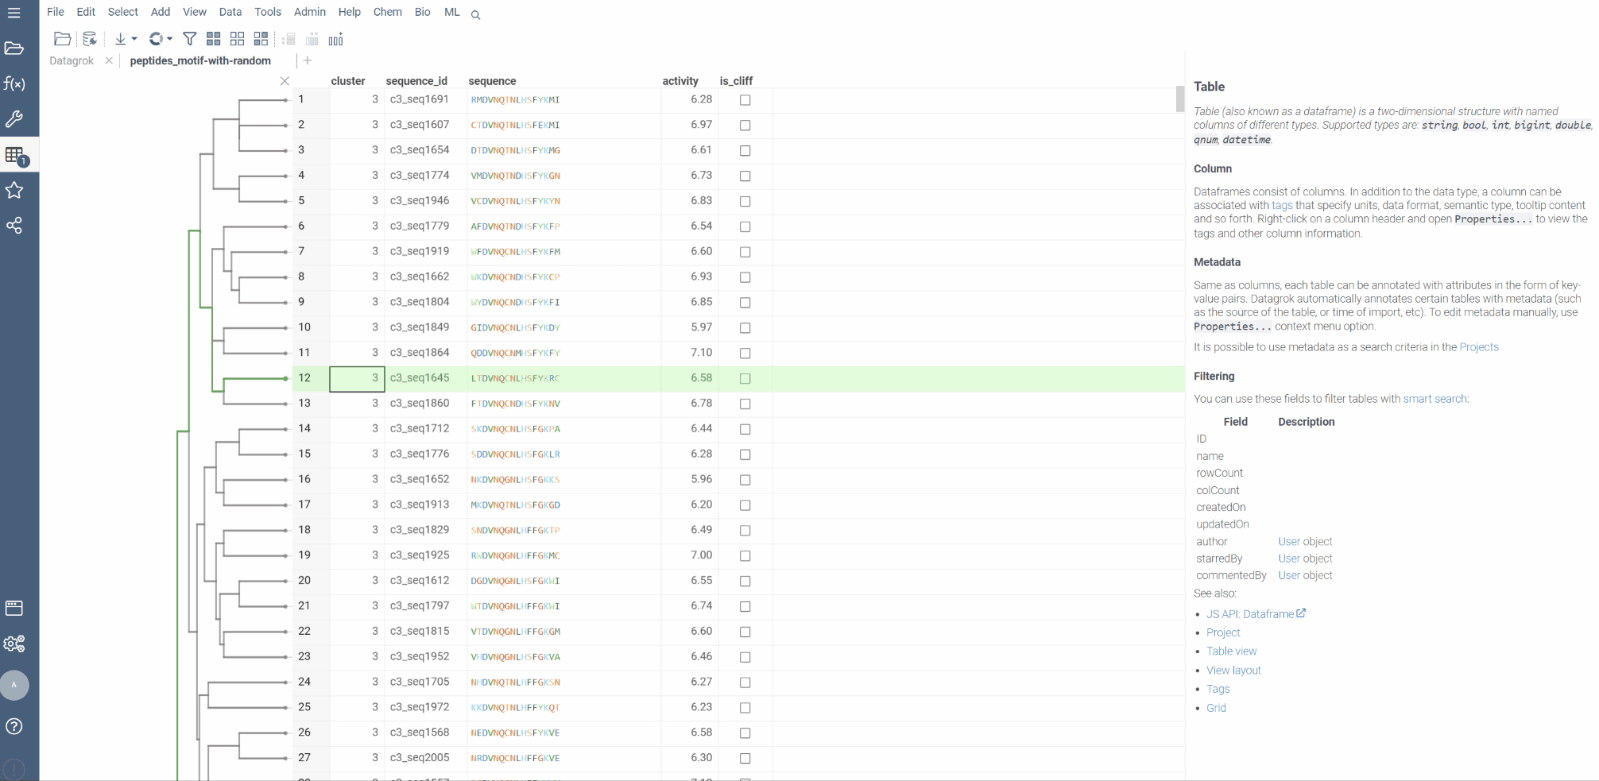 File Edit Select Add View Data Tools Admin Help Chem Bio ML
Datagrok peptides_motif-with-random
cluster sequence_id sequence activity is_cliff
1 3 c3_seq1691 RMDVNQTNLHSFYKMI 6.28
2 3 c3_seq1607 CTDVNQTNLHSFEKMI 6.97
3 3 c3_seq1654 DTDVNQTNLHSFYKMG 6.61
4 3 c3_seq1774 VMDVNQTNDHSFYKGN 6.73
5 3 c3_seq1946 VCDVNQTNLHSFYKYN 6.83
6 3 c3_seq1779 AFDVNQTNLHSFYKFP 6.54
7 3 c3_seq1919 WFDVNQCNLHSFYKFM 6.60
8 3 c3_seq1662 WKDVNQCNDHSFYKCP 6.93
9 3 c3_seq1804 WYDVNQCNDHSFYKFI 6.85
10 3 c3_seq1849 GIDVNQCNLHSFYKDY 5.97
11 3 c3_seq1864 QDDVNQCNMHSFYKFY 7.10
12 3 c3_seq1645 LTDVNQCNLHSFYKRC 6.58
13 3 c3_seq1860 FTDVNQCNDHSFYKNV 6.78
14 3 c3_seq1712 SKDVNQTNLHSFGKPA 6.44
15 3 c3_seq1776 SDDVNQTNLHSFGKLR 6.28
16 3 c3_seq1652 NKDVNQTNLHSFGKKS 5.96
17 3 c3_seq1913 MKDVNQTNLHSFGKGD 6.20
18 3 c3_seq1829 SNDVNQGNLHFFGKTP 6.49
19 3 c3_seq1925 RWDVNQGNLHFFGKMC 7.00
20 3 c3_seq1612 DGDVNQGNLHFFGKWI 6.55
21 3 c3_seq1797 WTDVNQGNLHFFGKWI 6.74
22 3 c3_seq1815 VTDVNQGNLHFFGKGM 6.60
23 3 c3_seq1952 VHDVNQGNLHFFGKVA 6.46
24 3 c3_seq1705 NHDVNQTNLHFFGKSN 6.27
25 3 c3_seq1972 KKDVNQTNLHFFYKQT 6.23
26 3 c3_seq1568 NEDVNQCNLHSFYKVE 6.58
27 3 c3_seq2005 NRDVNQCNLHFGKVE 6.30
Table
Table (also known as a dataframe) is a two-dimensional structure with named
columns of different types. Supported types are: string, bool, int, bigint, double,
qnum, datetime.
Column
Dataframes consist of columns. In addition to the data type, a column can be
associated with tags that specify units, data format, semantic type, tooltip content
and so forth. Right-click on a column header and open Properties... to view the
tags and other column information.
Metadata
Same as columns, each table can be annotated with attributes in the form of key-
value pairs. Datagrok automatically annotates certain tables with metadata (such
as the source of the table, or time of import, etc). To edit metadata manually, use
Properties... context menu option.
It is possible to use metadata as a search criteria in the Projects
Filtering
You can use these fields to filter tables with smart search:
Field Description
ID
name
rowCount
colCount
createdOn
updatedOn
author User object
starredBy User object
commentedBy User object
See also:
JS API: Dataframe
Project
Table view
View layout
Tags
Grid